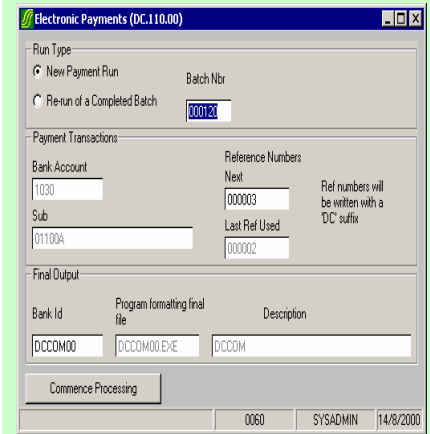 Electronic Payments (DC.110.00)
Run Type
New Payment Run
Batch Nbr
Re-run of a Completed Batch
000120
Payment Transactions
Bank Account
1030
Sub
01100A
Reference Numbers
Next
000003
Last Ref Used
000002
Ref numbers will
be written with a
'DC' suffix
Final Output
Bank Id
Program formatting final
file
Description
DCCOM00
DCCOM00.EXE
DCCOM
Commence Processing
0060
SYSADMIN
14/8/2000